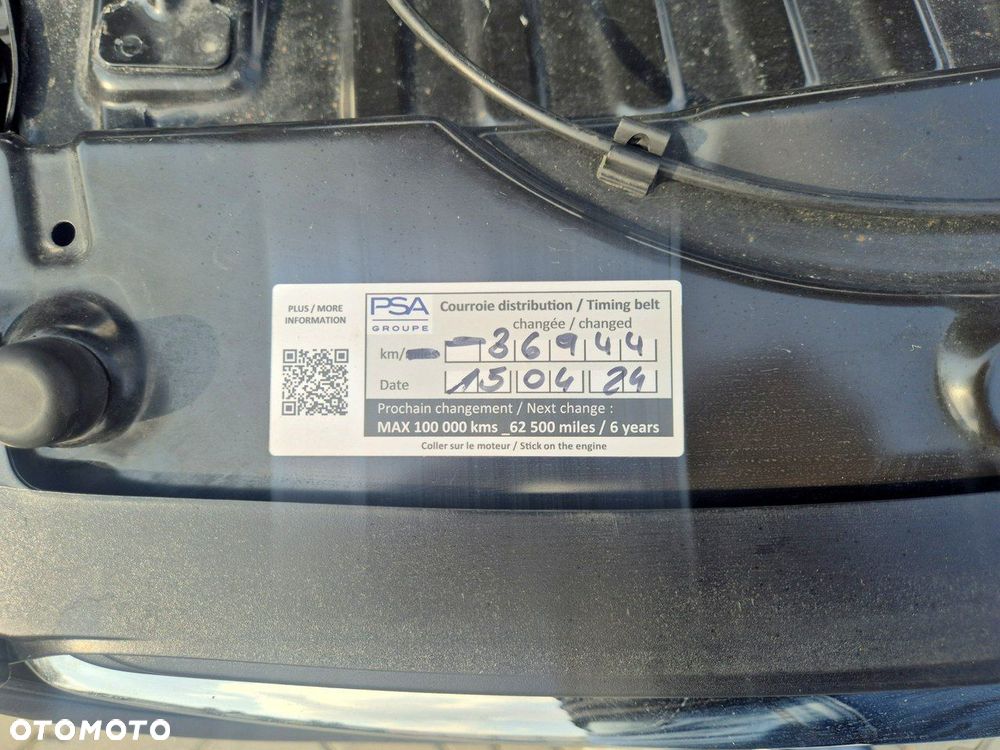 PLUS / MORE
INFORMATION
PSA
GROUPE
Courroie distribution / Timing belt
changée / changed
km/miles - 86944
Date 15 04 24
Prochain changement / Next change :
MAX 100 000 kms _62 500 miles / 6 years
Coller sur le moteur / Stick on the engine
OTOMOTO